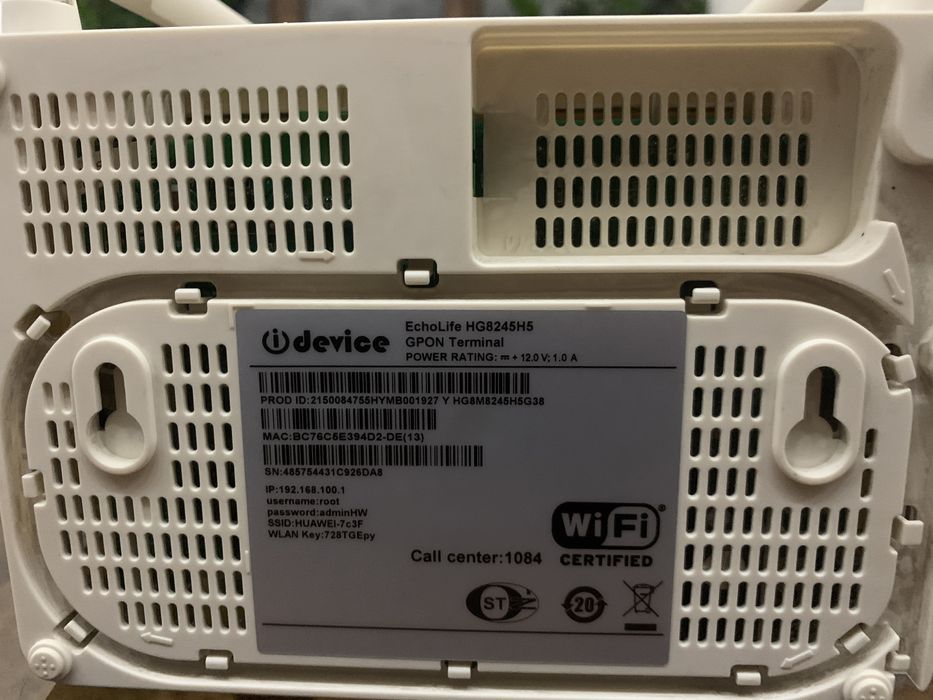 device
EchoLife HG8245H5
GPON Terminal
POWER RATING: ⎓ + 12.0 V; 1.0 A
PROD ID:2150084755HYMB001927 Y HG8M8245H5G38
MAC:BC76C5E394D2-DE(13)
SN:485754431C926DA8
IP:192.168.100.1
username:root
password:adminHW
SSID:HUAWEI-7c3F
WLAN Key:728TGEpy
Wi Fi®
CERTIFIED
Call center:1084
ST
20